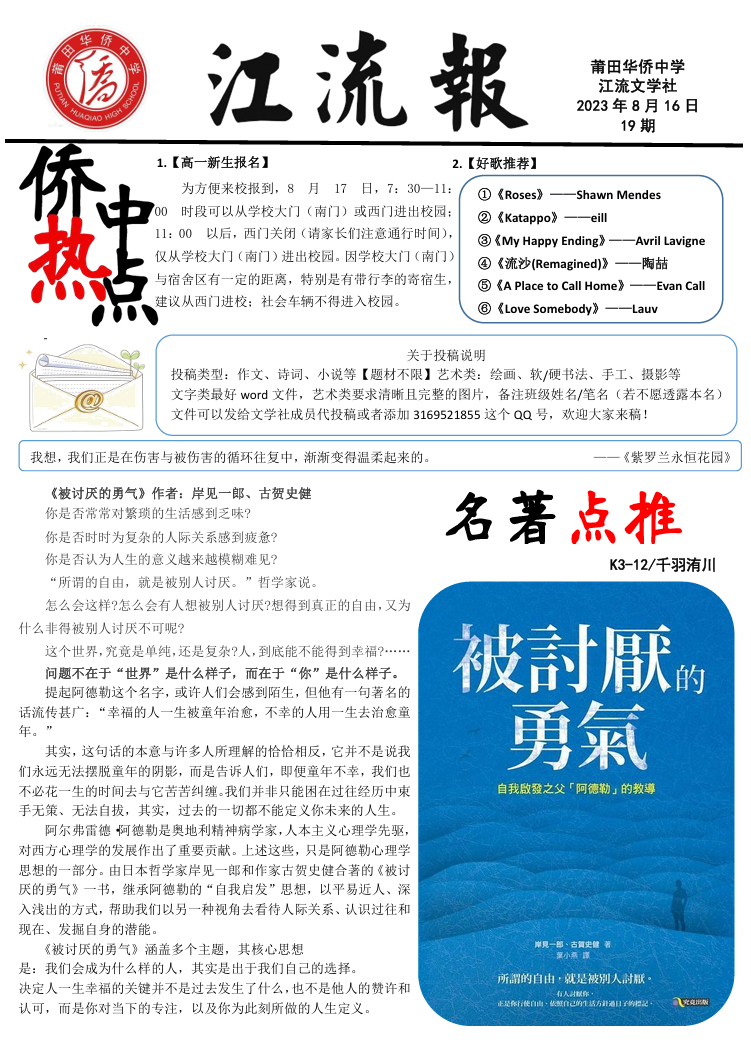 莆田华侨中学
PUTIAN HUAQIAO HIGH SCHOOL
僑
江流報
莆田华侨中学
江流文学社
2023 年 8 月 16 日
19 期
侨中
热点
1.【高一新生报名】
为方便来校报到，8 月 17 日，7：30—11：
00 时段可以从学校大门（南门）或西门进出校园；
11：00 以后，西门关闭（请家长们注意通行时间），
仅从学校大门（南门）进出校园。因学校大门（南门）
与宿舍区有一定的距离，特别是有带行李的寄宿生，
建议从西门进校；社会车辆不得进入校园。
2.【好歌推荐】
①《Roses》——Shawn Mendes
②《Katappo》——eill
③《My Happy Ending》——Avril Lavigne
④《流沙(Remagined)》——陶喆
⑤《A Place to Call Home》——Evan Call
⑥《Love Somebody》——Lauv
-
@
关于投稿说明
投稿类型：作文、诗词、小说等【题材不限】艺术类：绘画、软/硬书法、手工、摄影等
文字类最好 word 文件，艺术类要求清晰且完整的图片，备注班级姓名/笔名（若不愿透露本名）
文件可以发给文学社成员代投稿或者添加 3169521855 这个 QQ 号，欢迎大家来稿！
我想，我们正是在伤害与被伤害的循环往复中，渐渐变得温柔起来的。 ——《紫罗兰永恒花园》
《被讨厌的勇气》作者：岸见一郎、古贺史健
你是否常常对繁琐的生活感到乏味?
你是否时时为复杂的人际关系感到疲惫?
你是否认为人生的意义越来越模糊难见?
“所谓的自由，就是被别人讨厌。”哲学家说。
怎么会这样?怎么会有人想被别人讨厌?想得到真正的自由，又为
什么非得被别人讨厌不可呢?
这个世界，究竟是单纯，还是复杂?人，到底能不能得到幸福?……
问题不在于“世界”是什么样子，而在于“你”是什么样子。
提起阿德勒这个名字，或许人们会感到陌生，但他有一句著名的
话流传甚广：“幸福的人一生被童年治愈，不幸的人用一生去治愈童
年。”
其实，这句话的本意与许多人所理解的恰恰相反，它并不是说我
们永远无法摆脱童年的阴影，而是告诉人们，即便童年不幸，我们也
不必花一生的时间去与它苦苦纠缠。我们并非只能困在过往经历中束
手无策、无法自拔，其实，过去的一切都不能定义你未来的人生。
阿尔弗雷德·阿德勒是奥地利精神病学家，人本主义心理学先驱，
对西方心理学的发展作出了重要贡献。上述这些，只是阿德勒心理学
思想的一部分。由日本哲学家岸见一郎和作家古贺史健合著的《被讨
厌的勇气》一书，继承阿德勒的“自我启发”思想，以平易近人、深
入浅出的方式，帮助我们以另一种视角去看待人际关系、认识过往和
现在、发掘自身的潜能。
《被讨厌的勇气》涵盖多个主题，其核心思想
是：我们会成为什么样的人，其实是出于我们自己的选择。
决定人一生幸福的关键并不是过去发生了什么，也不是他人的赞许和
认可，而是你对当下的专注，以及你为此刻所做的人生定义。
名著点推
K3-12/千羽洧川
被討厭的
勇氣
自我啟發之父「阿德勒」的教導
岸見一郎、古賀史健 著
葉小燕 譯
所謂的自由，就是被別人討厭。
有人討厭你，
正是你行使自由，依照自己的生活方針過日子的標記。
究竟出版